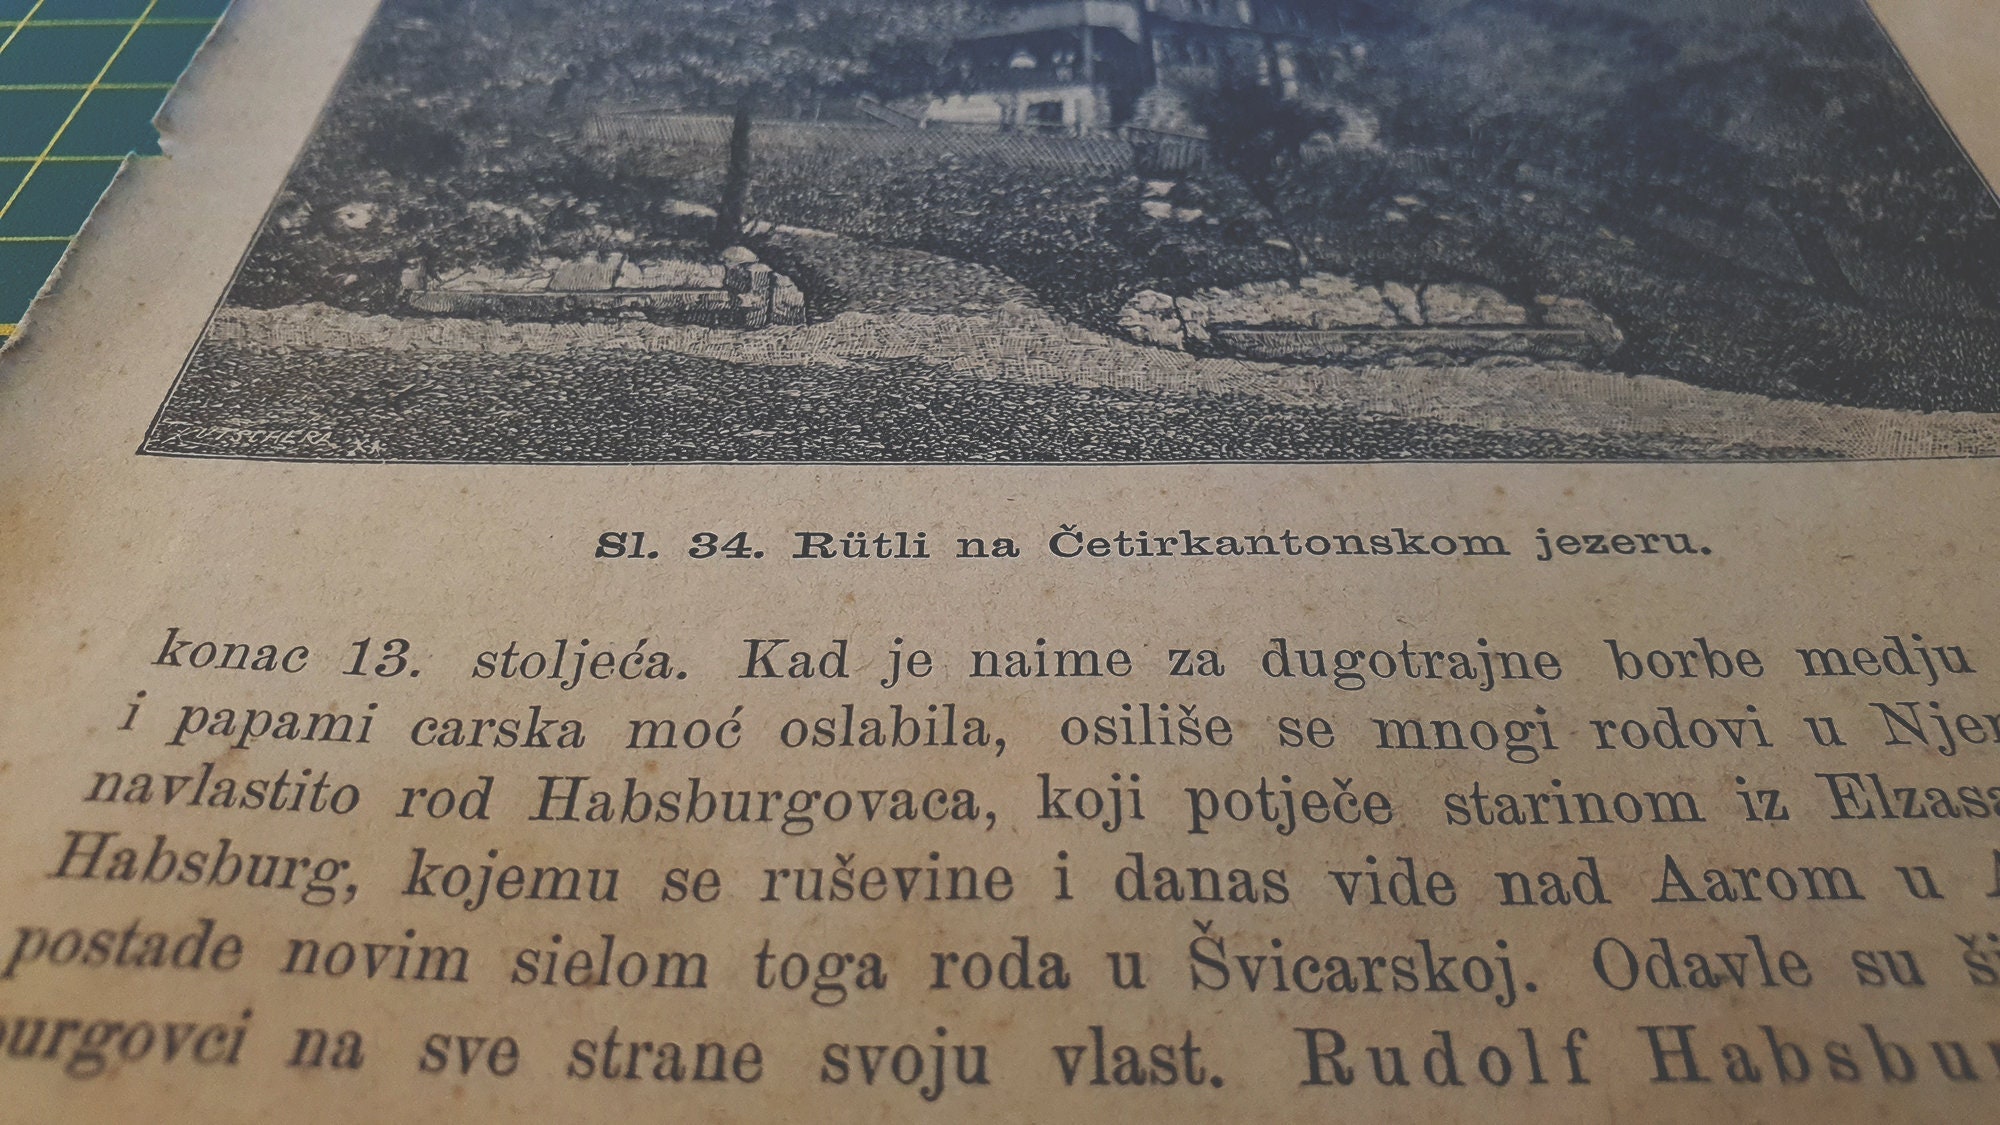 KUTSCHERA X.A.
Sl. 34. Rütli na Četirkantonskom jezeru.
konac 13. stoljeća. Kad je naime za dugotrajne borbe medju
i papami carska moć oslabila, osiliše se mnogi rodovi u
navlastito rod Habsburgovaca, koji potječe starinom iz
Habsburg, kojemu se ruševine i danas vide nad Aarom u
postade novim sielom toga roda u Švicarskoj. Odavle su
na sve strane svoju vlast. Rudolf